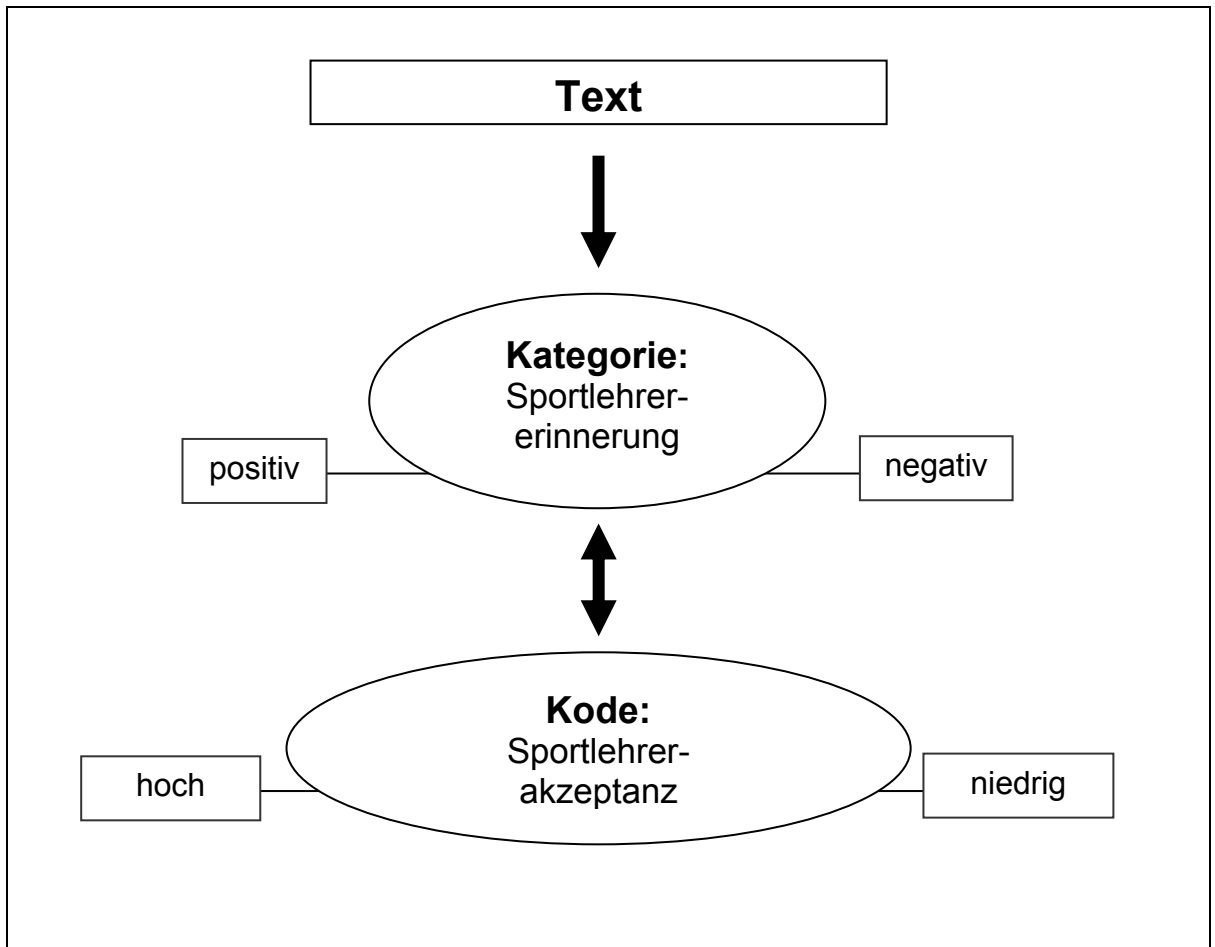 Text
Kategorie:
Sportlehrer-
erinnerung
positiv
negativ
Kode:
Sportlehrer-
akzeptanz
hoch
niedrig